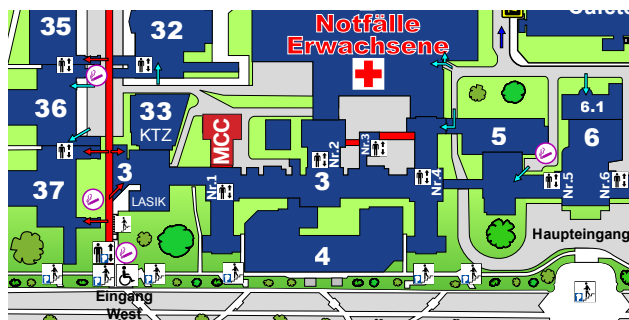 35
32
Notfälle
Erwachsene
36
33
KTZ
MCC
6.1
5
6
37
3
LASIK
Nr.1
3
Nr.2
Nr.3
Nr.4
Nr.5
Nr.6
4
Haupteingang
Eingang
West